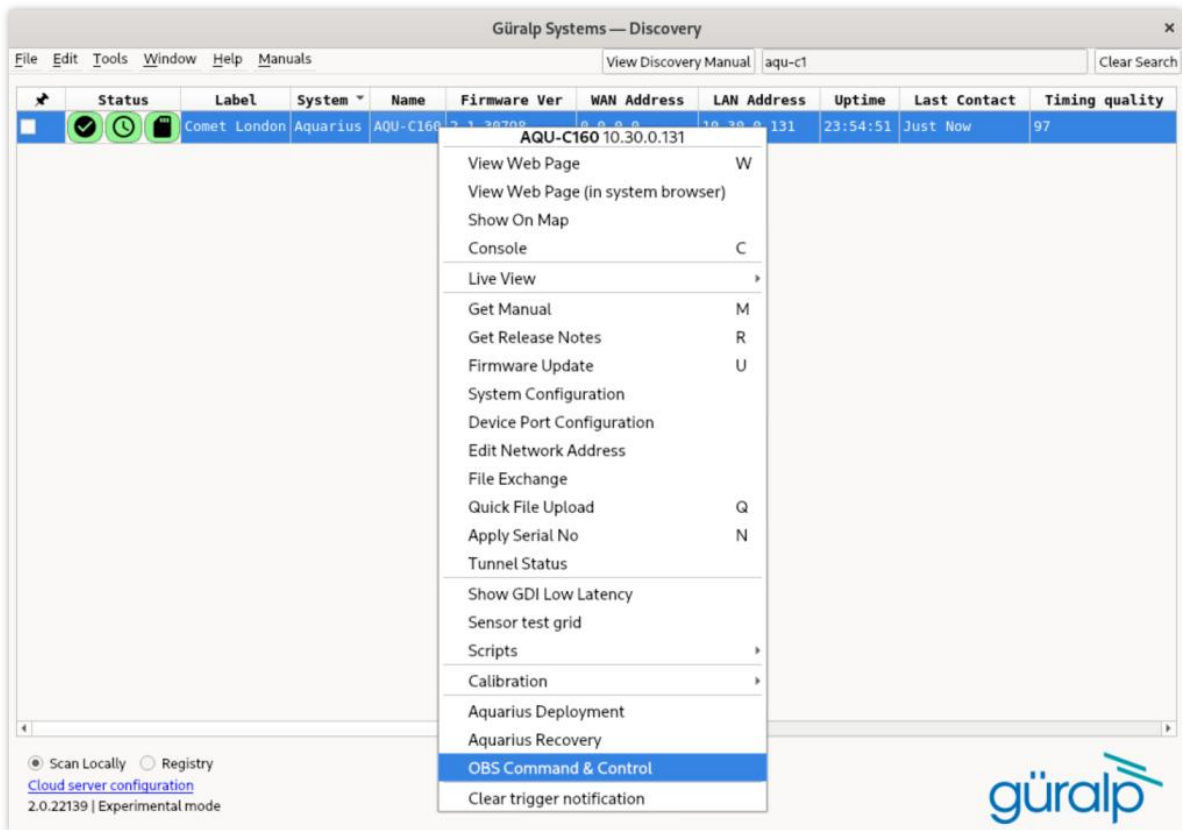 Güralp Systems — Discovery ×
File Edit Tools Window Help Manuals View Discovery Manual aqu-c1 Clear Search
Status Label System Name Firmware Ver WAN Address LAN Address Uptime Last Contact Timing quality
Comet London Aquarius AQU-C160 23:54:51 Just Now 97
AQU-C160 10.30.0.131
View Web Page W
View Web Page (in system browser)
Show On Map
Console C
Live View
Get Manual M
Get Release Notes R
Firmware Update U
System Configuration
Device Port Configuration
Edit Network Address
File Exchange
Quick File Upload Q
Apply Serial No N
Tunnel Status
Show GDI Low Latency
Sensor test grid
Scripts
Calibration
Aquarius Deployment
Aquarius Recovery
OBS Command & Control
Clear trigger notification
Scan Locally Registry
Cloud server configuration
2.0.22139 | Experimental mode
güralp